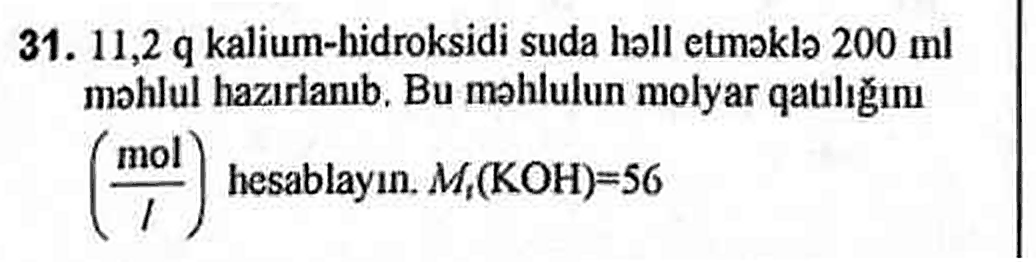 31. 11,2 q kalium-hidroksidi suda həll etməklə 200 ml
məhlul hazırlanıb. Bu məhlulun molyar qatılığını
(mol/l) hesablayın. Mr(KOH)=56